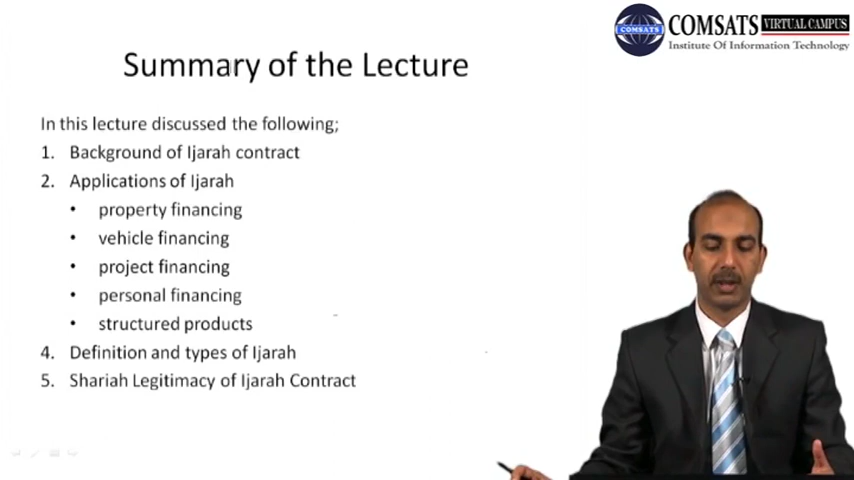 COMSATS VIRTUAL CAMPUS
COMSATS
Institute Of Information Technology
Summary of the Lecture
In this lecture discussed the following;
1. Background of Ijarah contract
2. Applications of Ijarah
• property financing
• vehicle financing
• project financing
• personal financing
• structured products
4. Definition and types of Ijarah
5. Shariah Legitimacy of Ijarah Contract